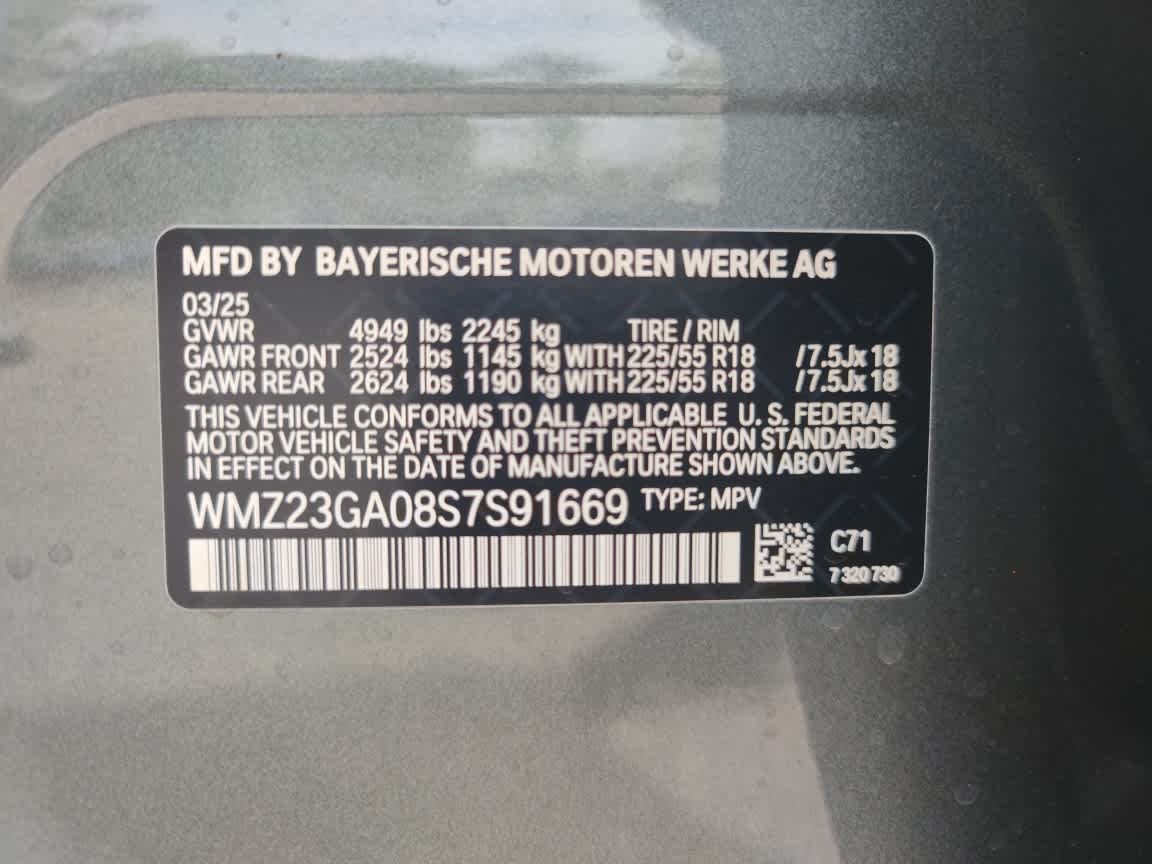 MFD BY BAYERISCHE MOTOREN WERKE AG
03/25
GVWR 4949 lbs 2245 kg TIRE / RIM
GAWR FRONT 2524 lbs 1145 kg WITH 225/55 R18 / 7.5Jx 18
GAWR REAR 2624 lbs 1190 kg WITH 225/55 R18 / 7.5Jx 18
THIS VEHICLE CONFORMS TO ALL APPLICABLE U. S. FEDERAL
MOTOR VEHICLE SAFETY AND THEFT PREVENTION STANDARDS
IN EFFECT ON THE DATE OF MANUFACTURE SHOWN ABOVE.
WMZ23GA08S7S91669 TYPE: MPV
C71
7 320 730